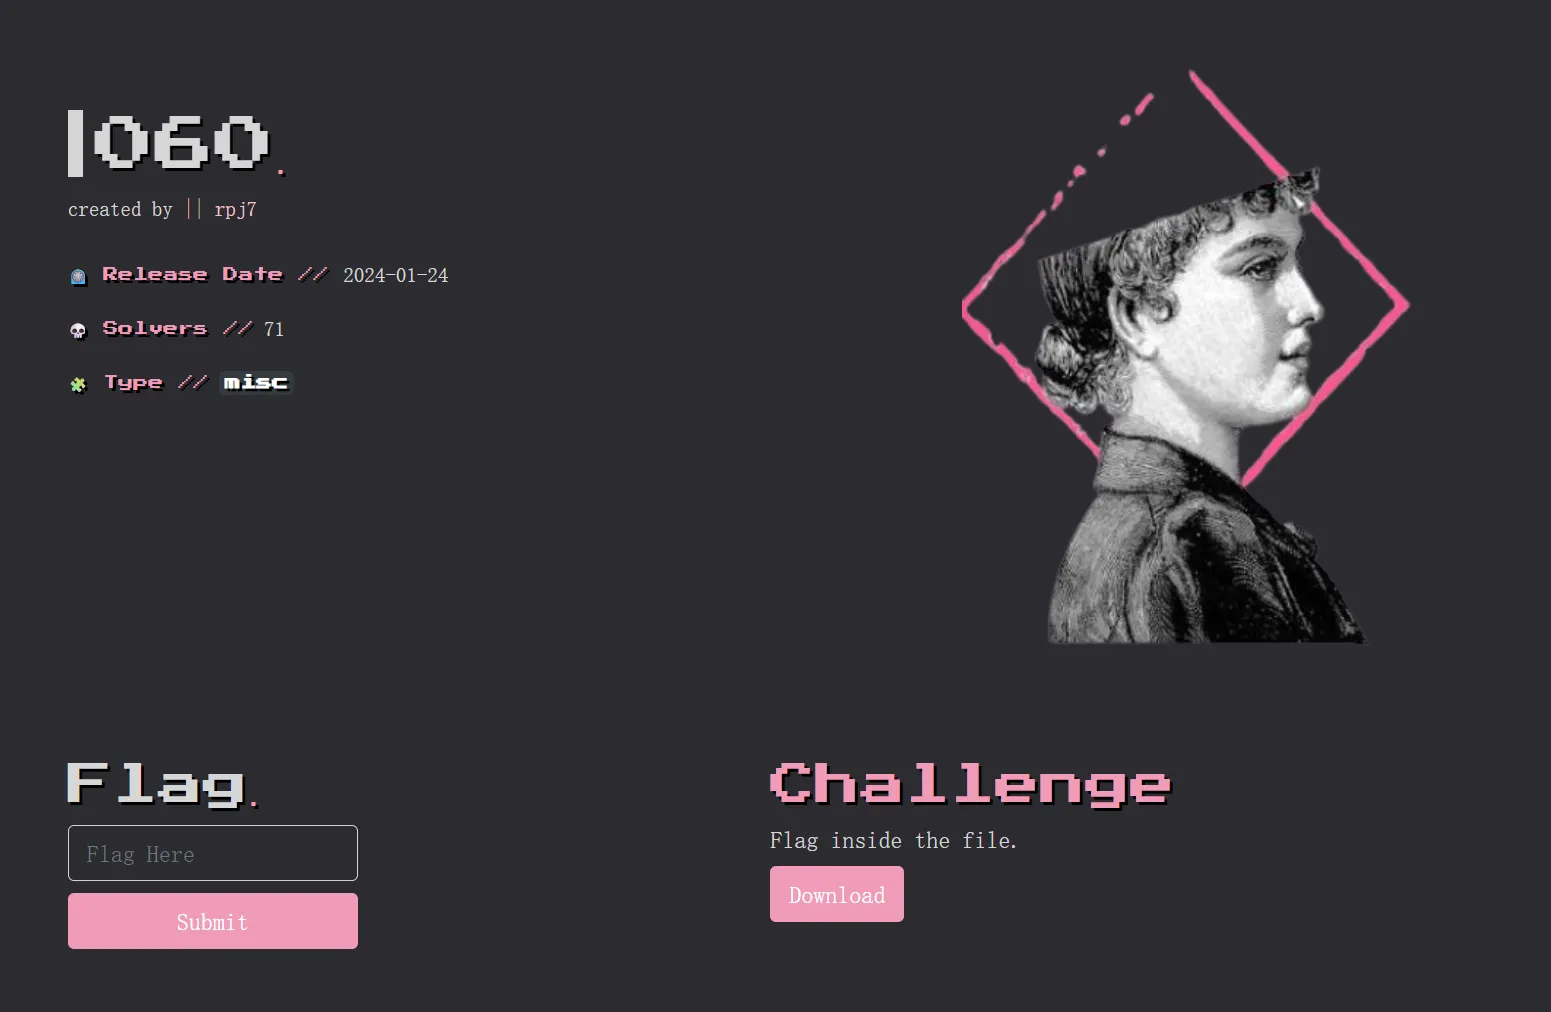 060.
created by || rpj7
Release Date // 2024-01-24
Solvers // 71
Type // misc
Flag.
Flag Here
Submit
Challenge
Flag inside the file.
Download